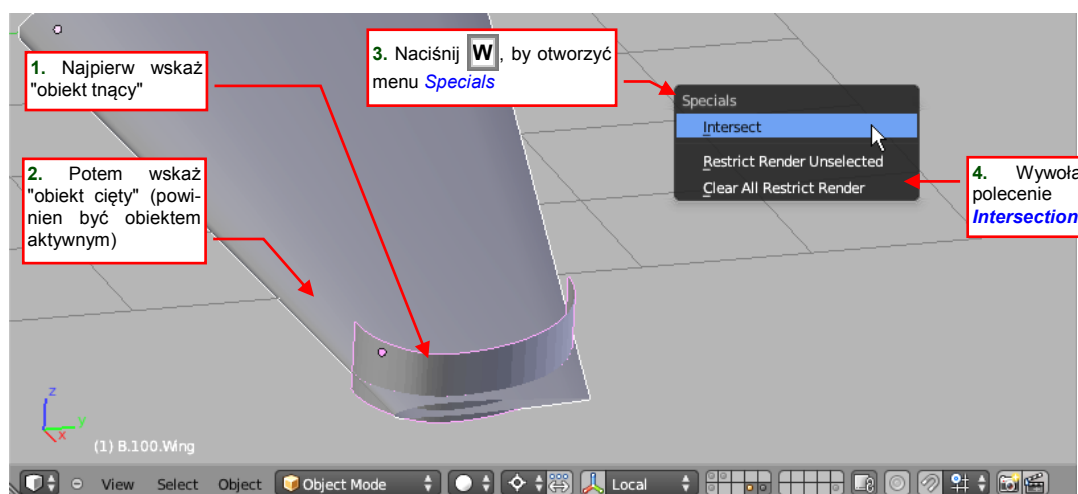 1. Najpierw wskaż
"obiekt tnący"
2. Potem wskaż
"obiekt cięty" (powi-
nien być obiektem
aktywnym)
3. Naciśnij W, by otworzyć
menu Specials
Specials
Intersect
Restrict Render Unselected
Clear All Restrict Render
4. Woła
polecenie
Intersection
z
y
x
(1) B.100.Wing
View Select Object Object Mode Local